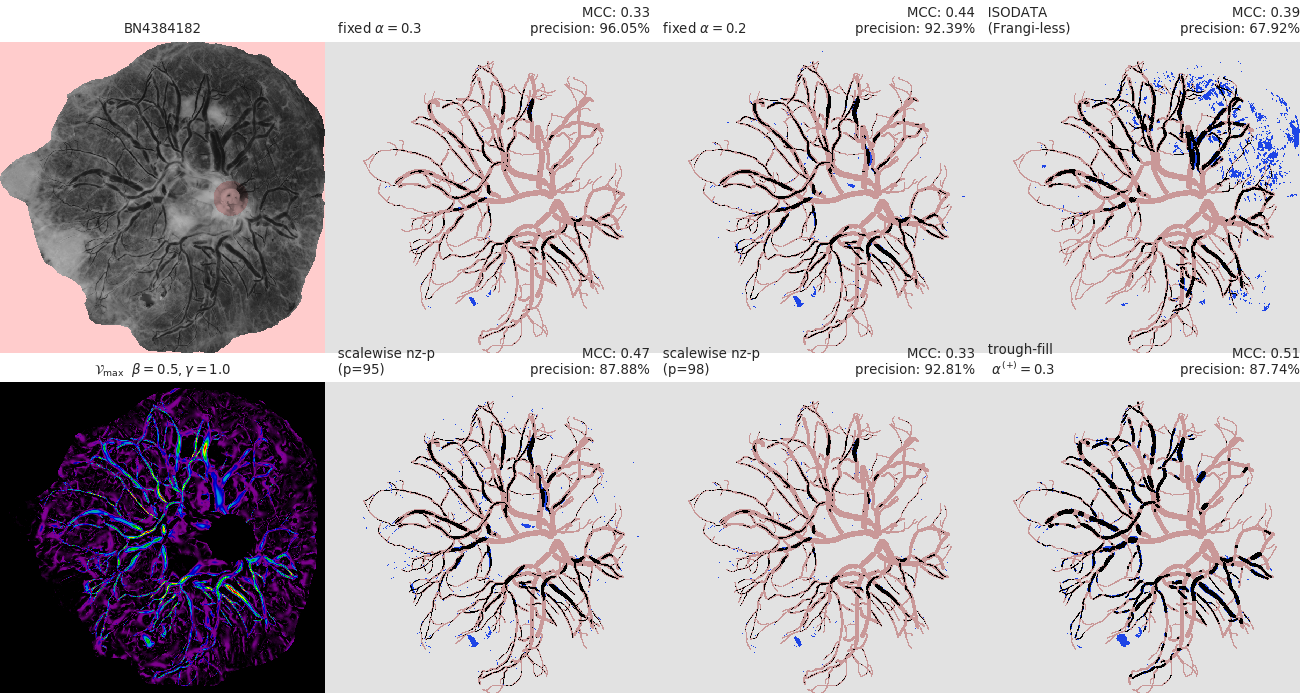 BN4384182
fixed α = 0.3
MCC: 0.33
precision: 96.05%
fixed α = 0.2
MCC: 0.44
precision: 92.39%
ISODATA
(Frangi-less)
MCC: 0.39
precision: 67.92%
𝒱max β = 0.5, γ = 1.0
scalewise nz-p
(p=95)
MCC: 0.47
precision: 87.88%
scalewise nz-p
(p=98)
MCC: 0.33
precision: 92.81%
trough-fill
α(+) = 0.3
MCC: 0.51
precision: 87.74%